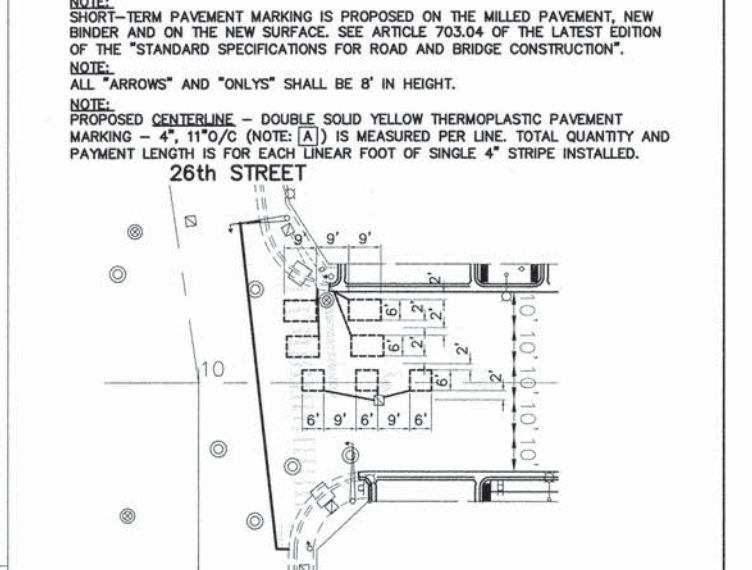 NOTE:
SHORT-TERM PAVEMENT MARKING IS PROPOSED ON THE MILLED PAVEMENT, NEW
BINDER AND ON THE NEW SURFACE. SEE ARTICLE 703.04 OF THE LATEST EDITION
OF THE "STANDARD SPECIFICATIONS FOR ROAD AND BRIDGE CONSTRUCTION".
NOTE:
ALL "ARROWS" AND "ONLYS" SHALL BE 8' IN HEIGHT.
NOTE:
PROPOSED CENTERLINE – DOUBLE SOLID YELLOW THERMOPLASTIC PAVEMENT
MARKING – 4", 11"O/C (NOTE: A) IS MEASURED PER LINE. TOTAL QUANTITY AND
PAYMENT LENGTH IS FOR EACH LINEAR FOOT OF SINGLE 4" STRIPE INSTALLED.
26th STREET
9' 9' 9'
2'
6' 2'
10'
6' 2'
10'
2'
10
6' 2'
10'
6' 9' 6' 9' 6'
10'
10'